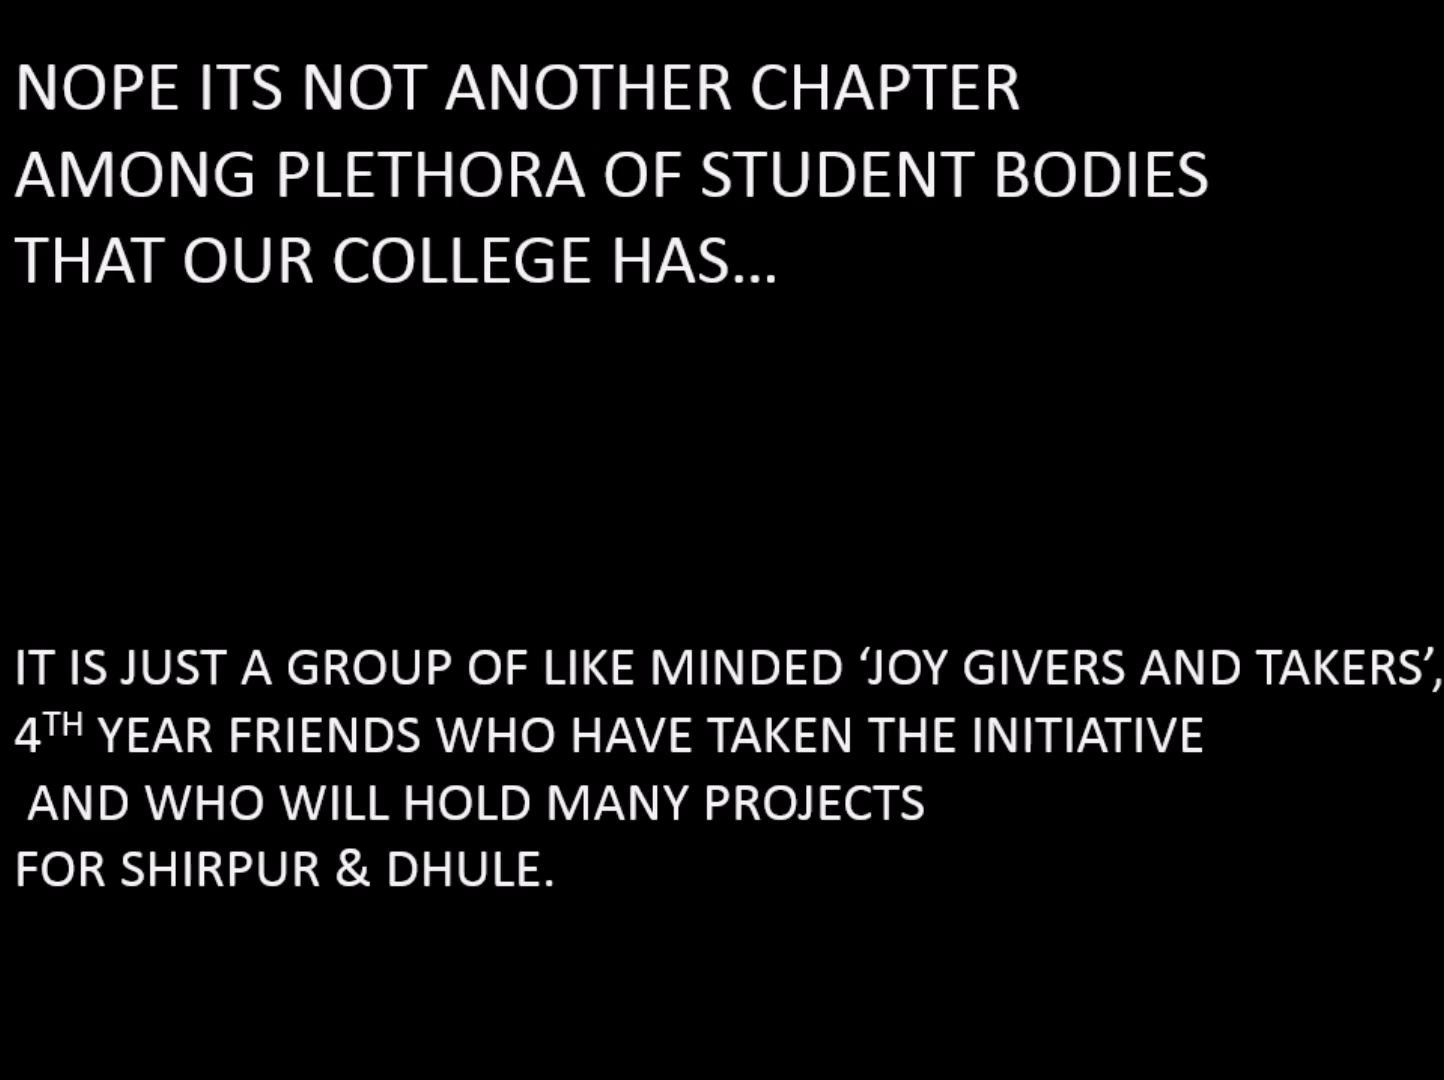 NOPE ITS NOT ANOTHER CHAPTER
AMONG PLETHORA OF STUDENT BODIES
THAT OUR COLLEGE HAS…
IT IS JUST A GROUP OF LIKE MINDED ‘JOY GIVERS AND TAKERS’,
4TH YEAR FRIENDS WHO HAVE TAKEN THE INITIATIVE
AND WHO WILL HOLD MANY PROJECTS
FOR SHIRPUR & DHULE.